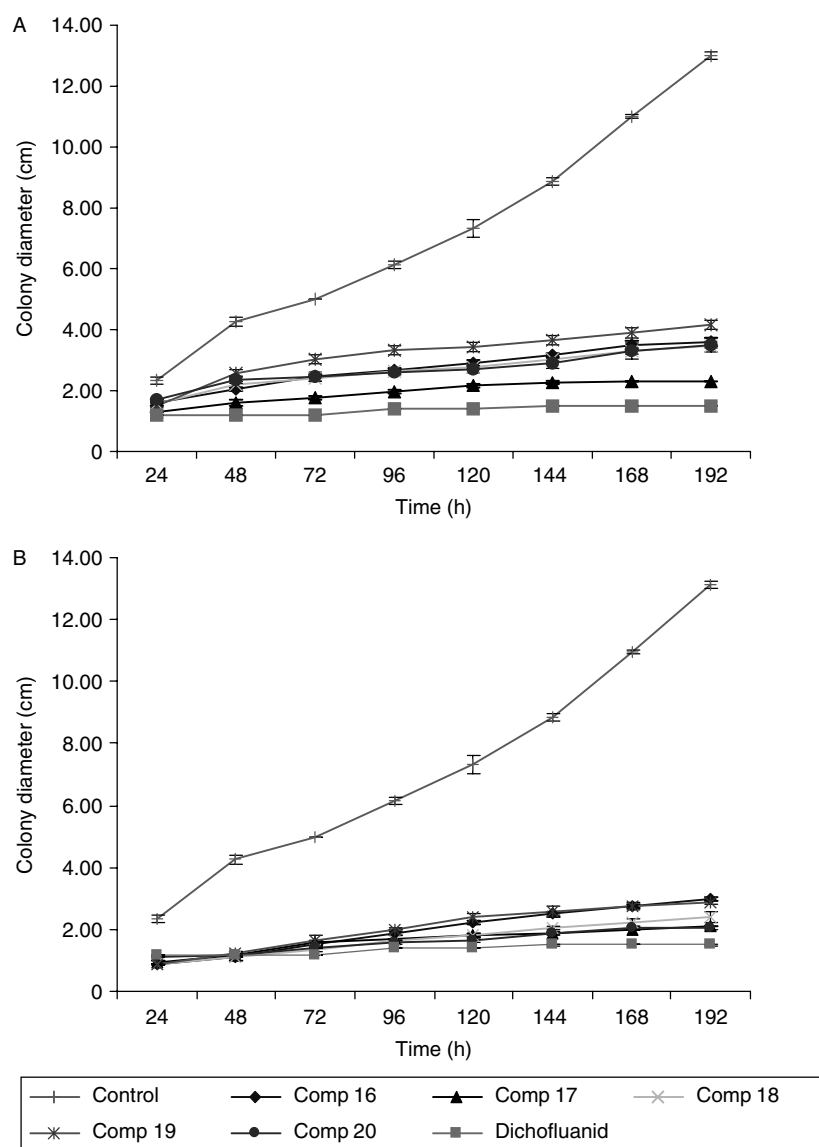 A
14.00
12.00
10.00
8.00
6.00
4.00
2.00
0
Colony diameter (cm)
24 48 72 96 120 144 168 192
Time (h)
B
14.00
12.00
10.00
8.00
6.00
4.00
2.00
0
Colony diameter (cm)
24 48 72 96 120 144 168 192
Time (h)
Control Comp 16 Comp 17 Comp 18
Comp 19 Comp 20 Dichofluanid